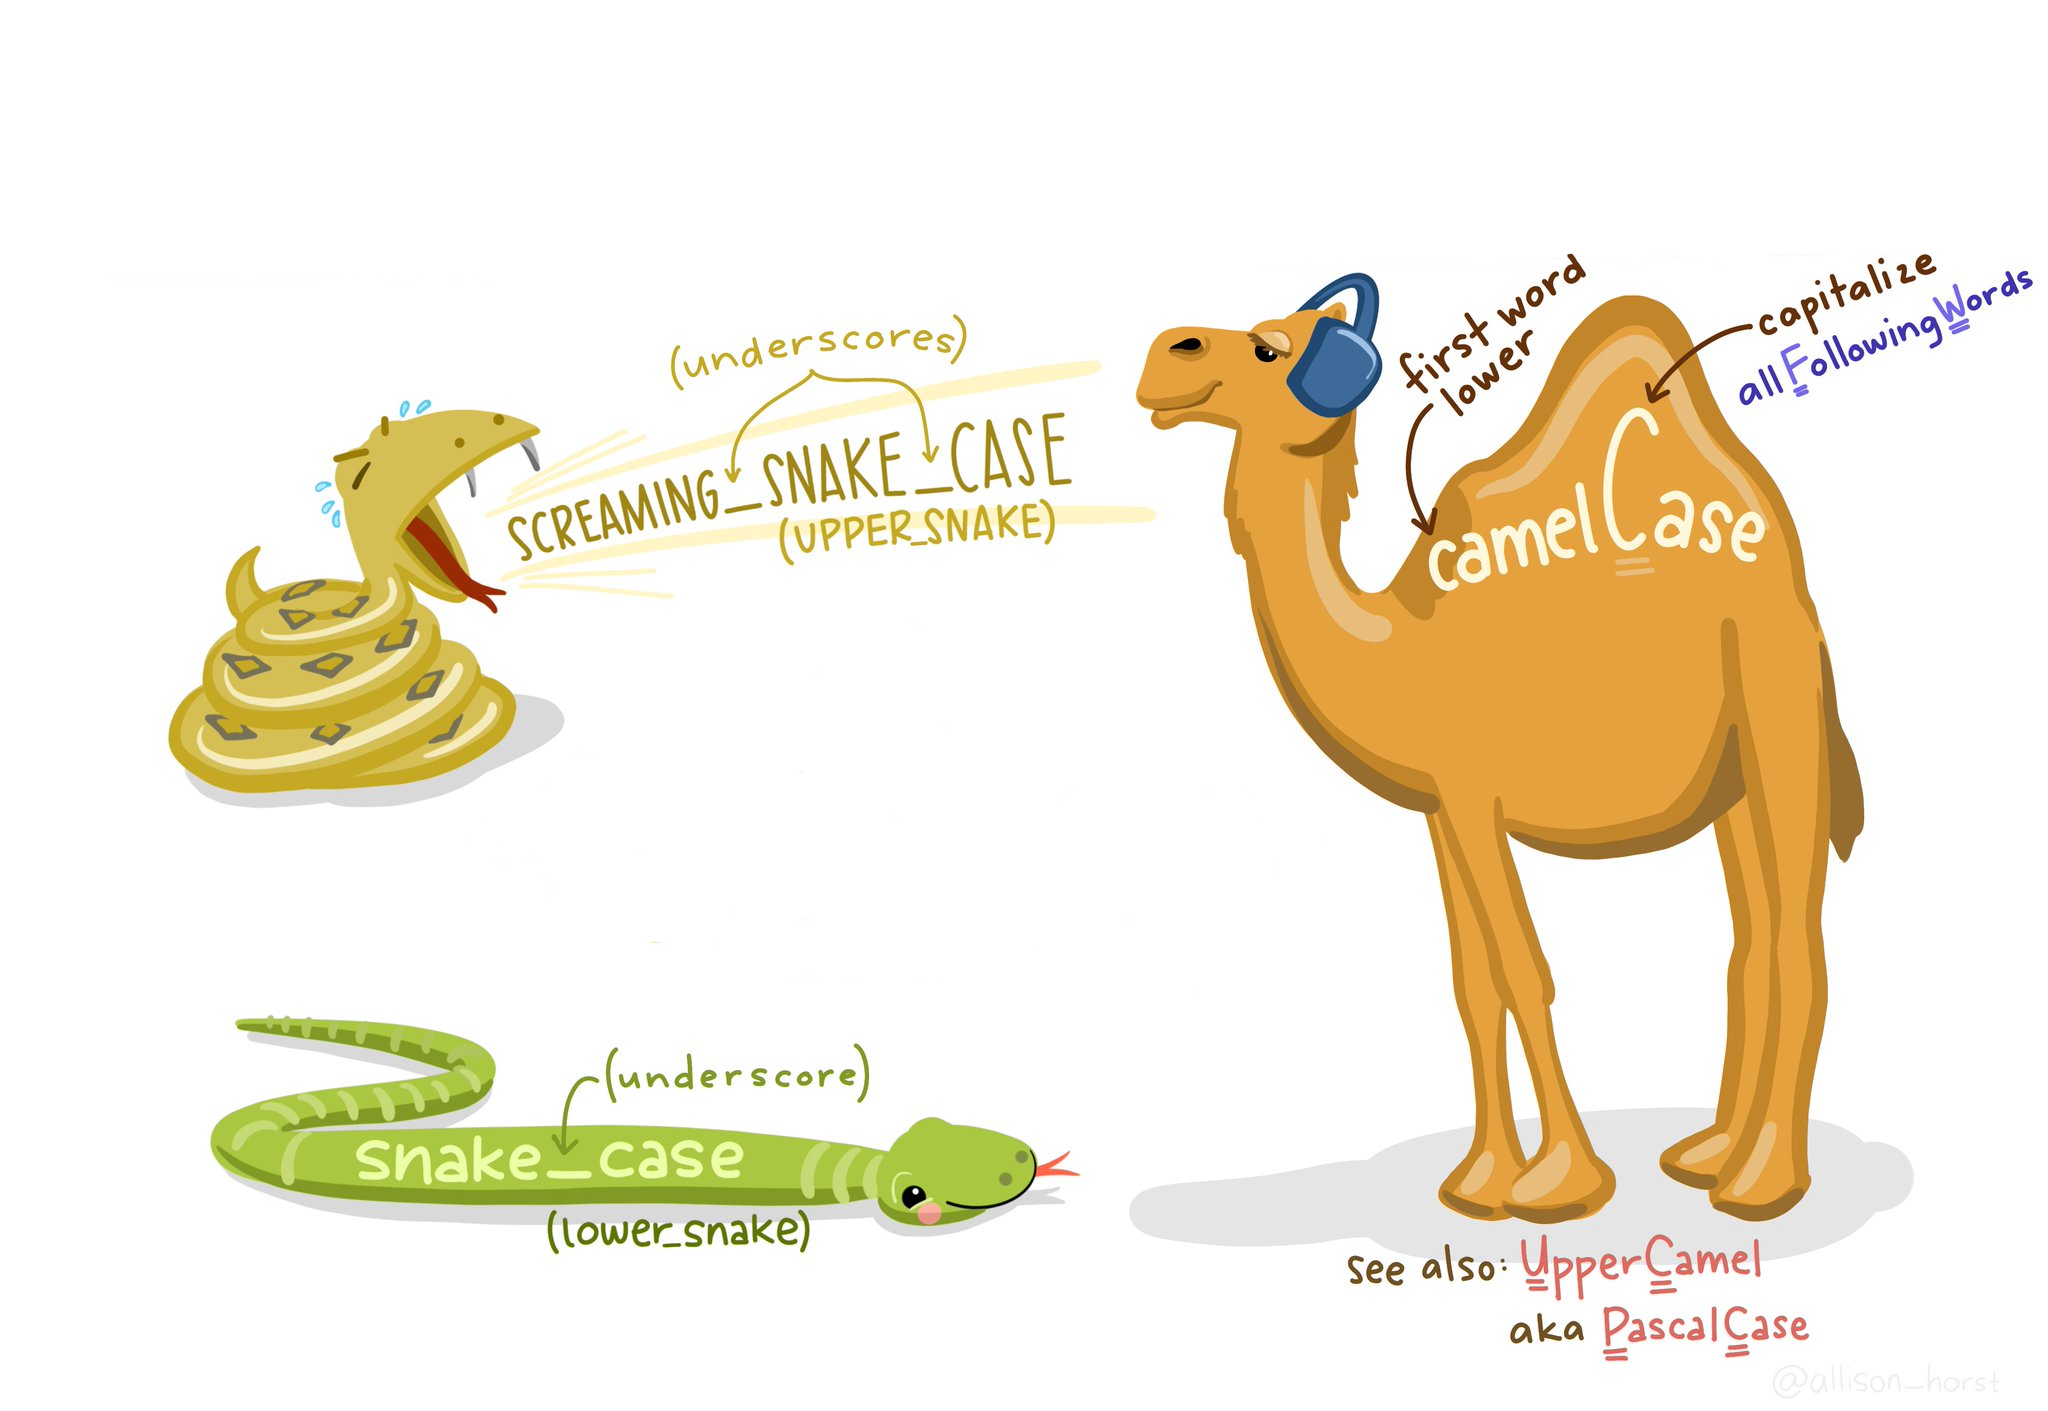 (underscores)
SCREAMING_SNAKE_CASE
(UPPER_SNAKE)
first word
lower
capitalize
allFollowingWords
camelCase
(underscore)
snake_case
(lower_snake)
see also: UpperCamel
aka PascalCase
@allison_horst